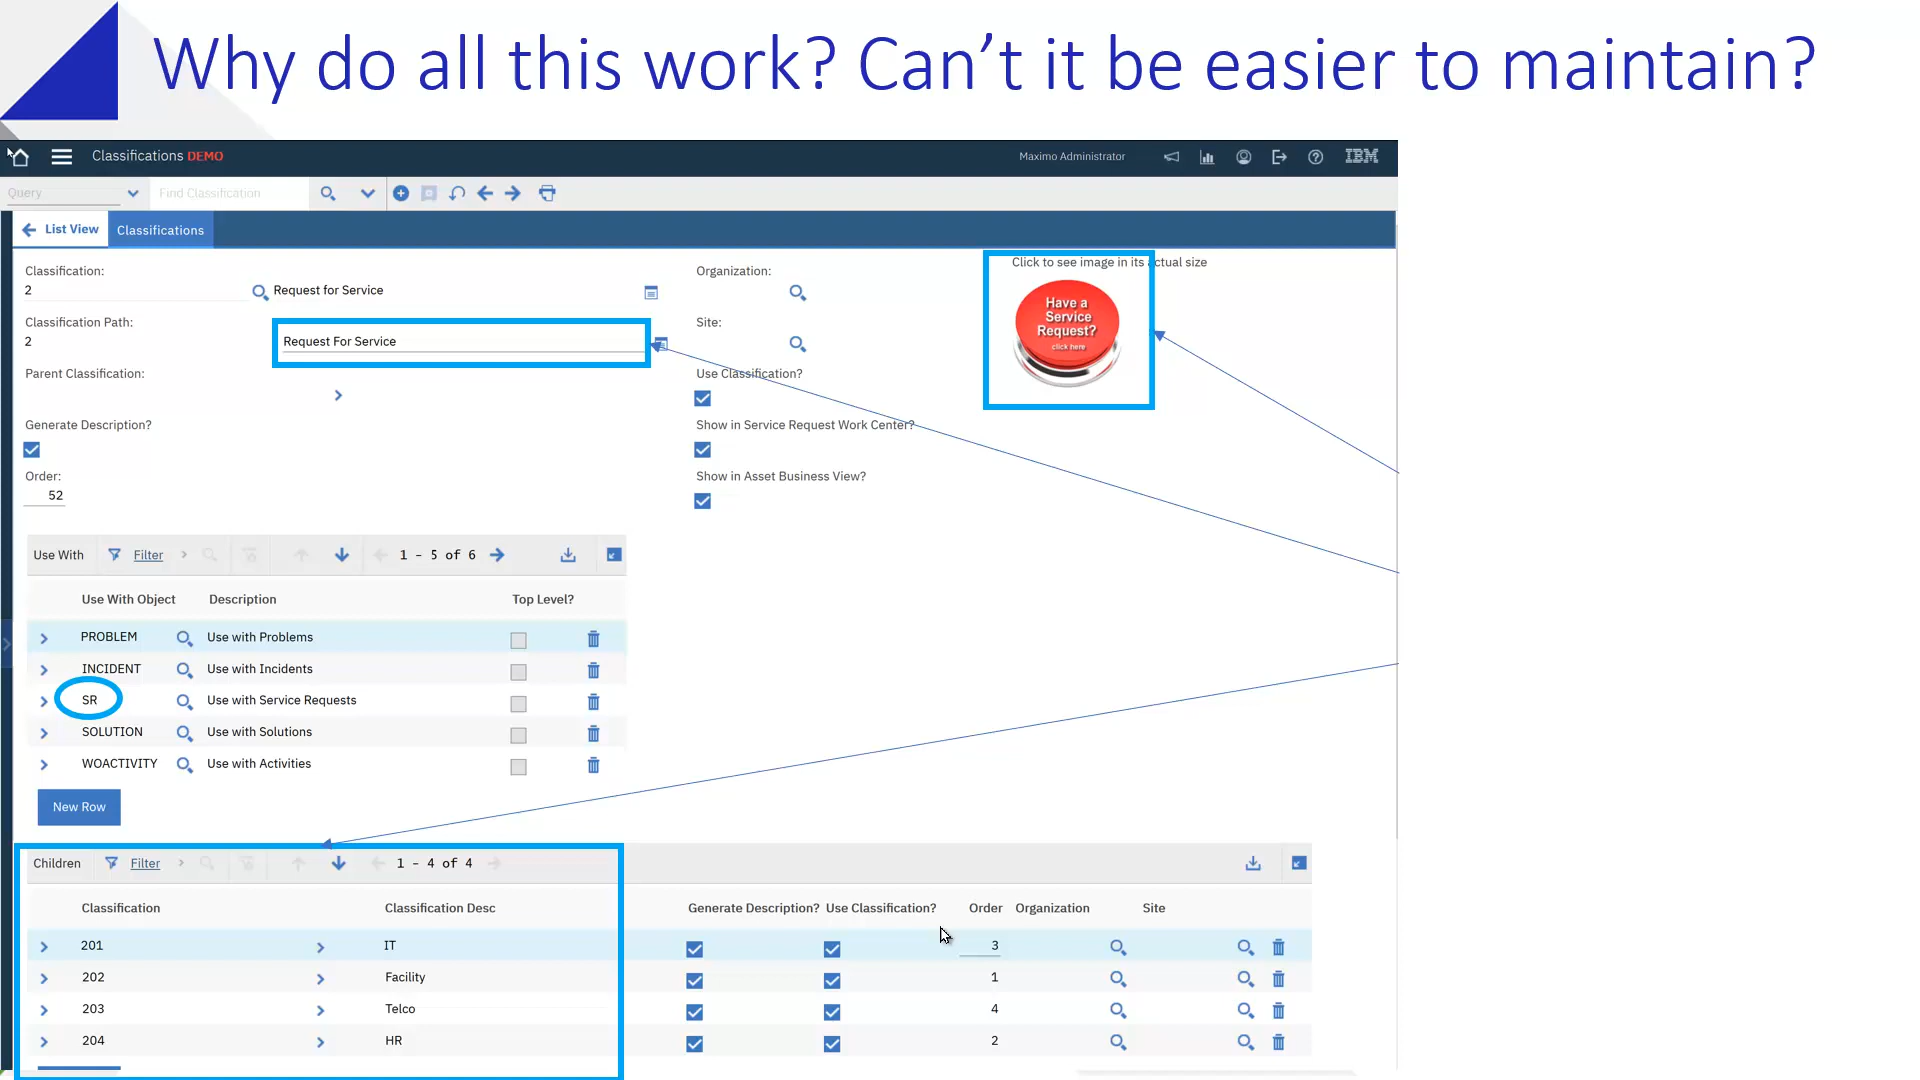 Why do all this work? Can't it be easier to maintain?
Classifications DEMO
Maximo Administrator
IBM
Query
Find Classification
List View
Classifications
Classification:
2
Request for Service
Organization:
Click to see image in its actual size
Have a
Service
Request?
click here
Classification Path:
2
Request For Service
Site:
Parent Classification:
Use Classification?
Generate Description?
Show in Service Request Work Center?
Order:
52
Show in Asset Business View?
Use With
Filter
1 - 5 of 6
Use With Object Description Top Level?
PROBLEM Use with Problems
INCIDENT Use with Incidents
SR Use with Service Requests
SOLUTION Use with Solutions
WOACTIVITY Use with Activities
New Row
Children
Filter
1 - 4 of 4
Classification Classification Desc Generate Description? Use Classification? Order Organization Site
201 IT 3
202 Facility 1
203 Telco 4
204 HR 2